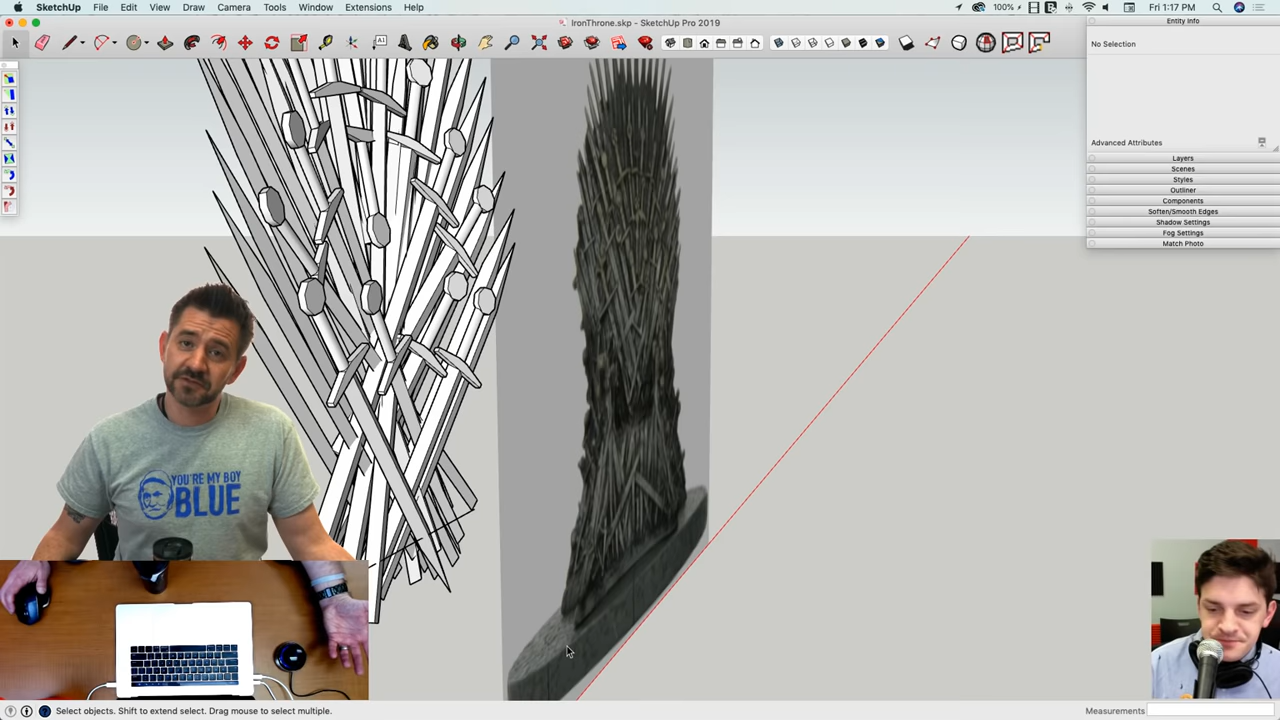 SketchUp File Edit View Draw Camera Tools Window Extensions Help
100% Fri 1:17 PM
IronThrone.skp - SketchUp Pro 2019
Entity Info
No Selection
Advanced Attributes
Layers
Scenes
Styles
Outliner
Components
Soften/Smooth Edges
Shadow Settings
Fog Settings
Match Photo
YOU'RE MY BOY
BLUE
Select objects. Shift to extend select. Drag mouse to select multiple.
Measurements